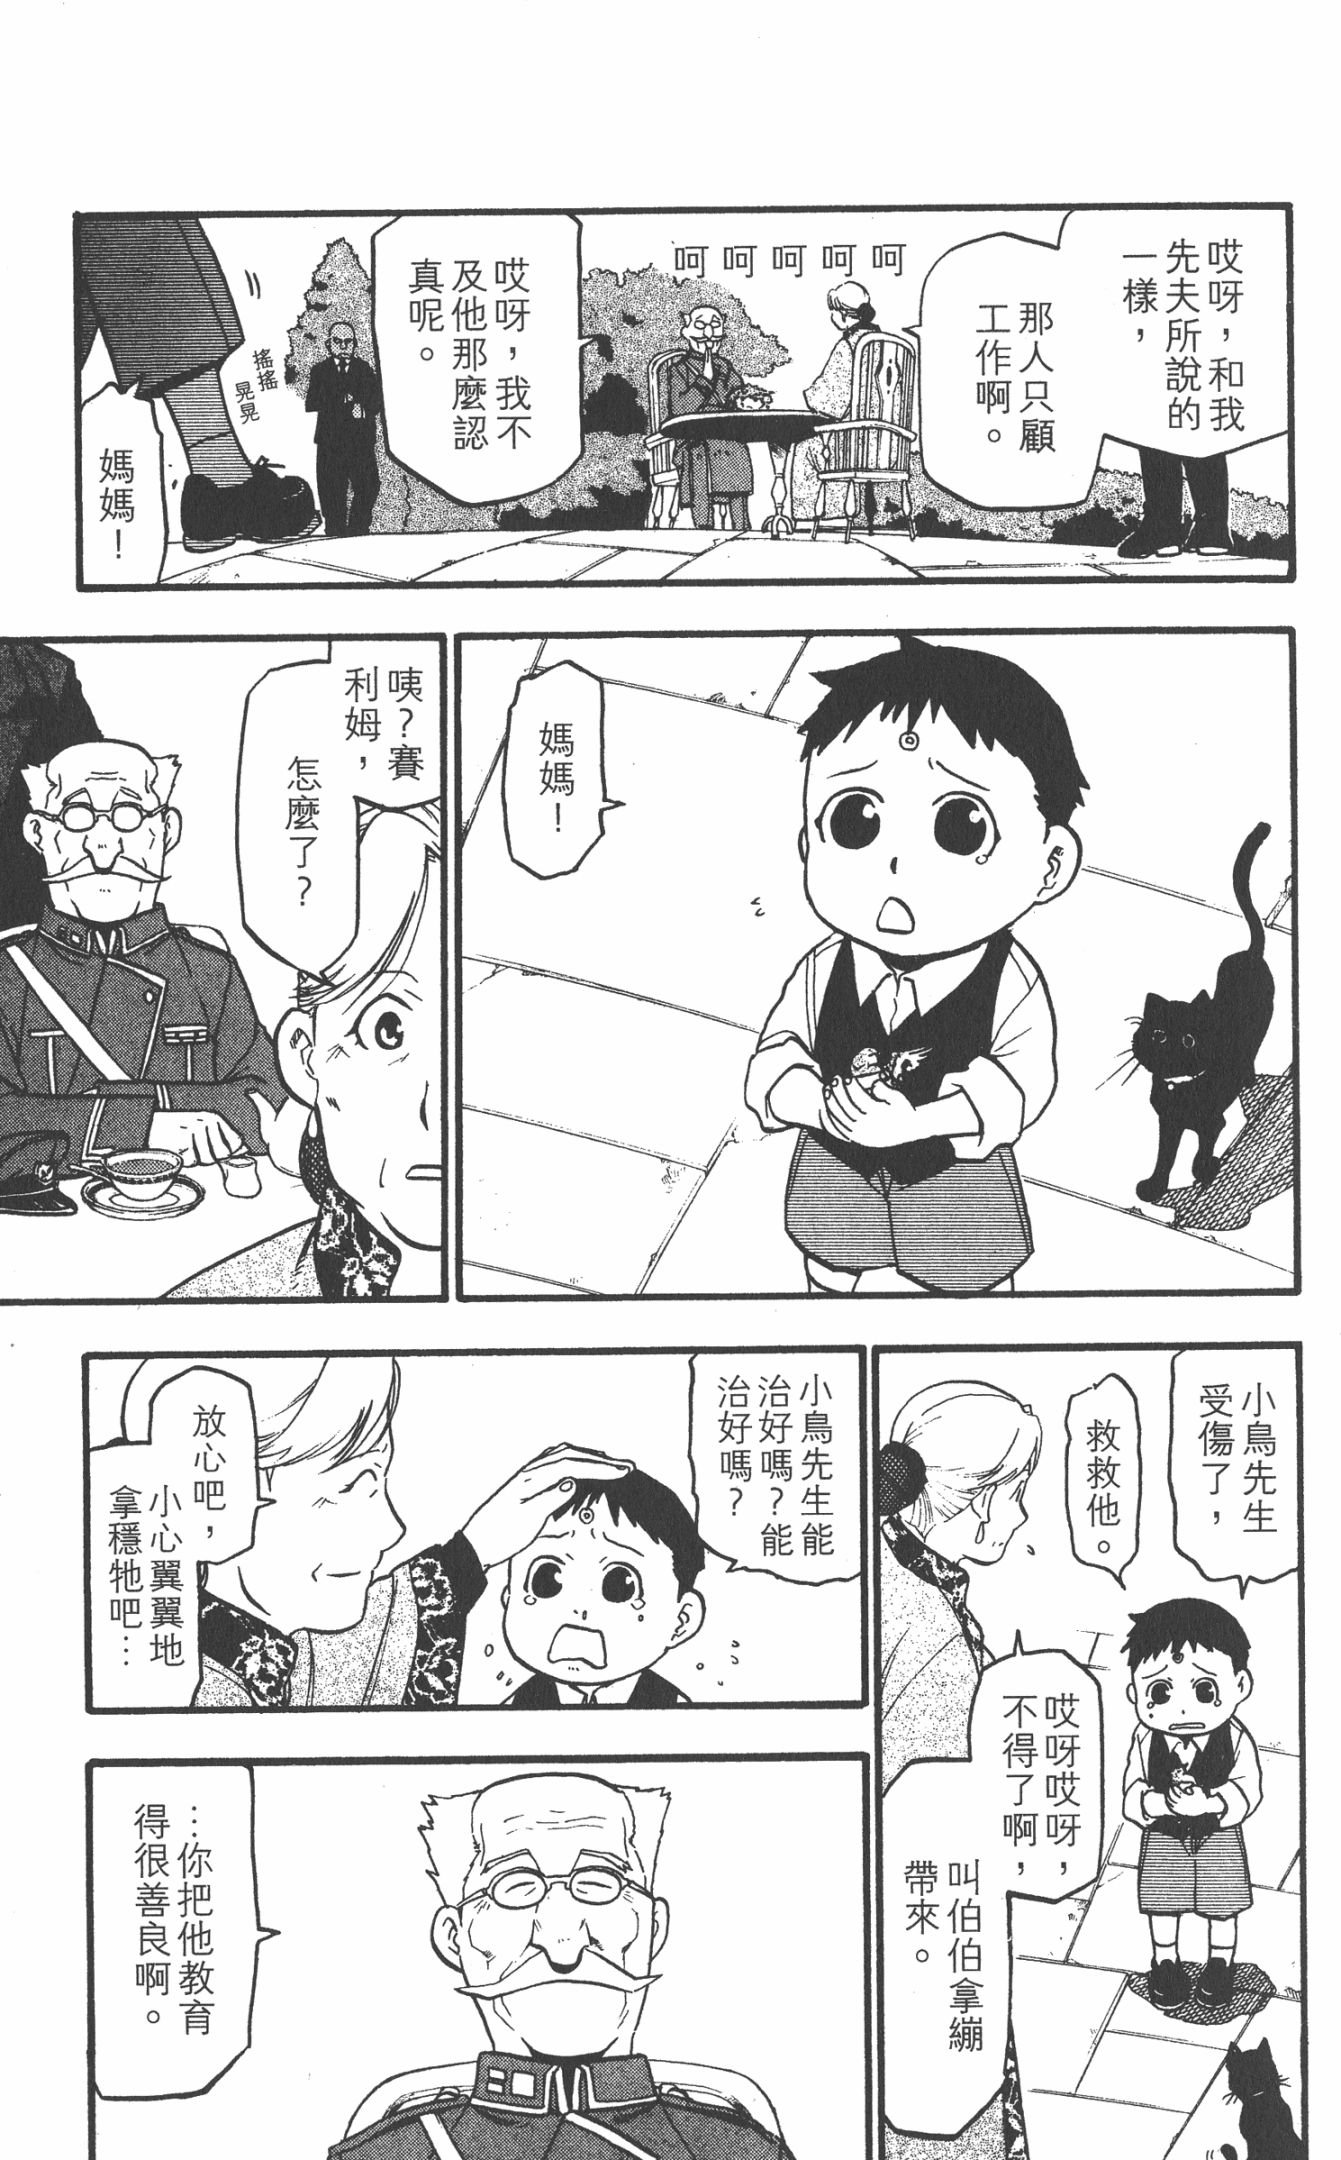 哎呀，和我
先夫所說的
一樣，
那人只顧
工作啊。
呵呵呵呵呵
哎呀，我不
及他那麼認
真呢。
搖搖
晃晃
媽媽！
媽媽！
咦？賽
利姆，
怎麼了？
小鳥先生
受傷了，
救救他。
哎呀哎呀，
不得了啊，
叫伯伯拿繃
帶來。
小鳥先生能
治好嗎？能
治好嗎？
放心吧，
小心翼翼地
拿穩牠吧…
…你把他教育
得很善良啊。